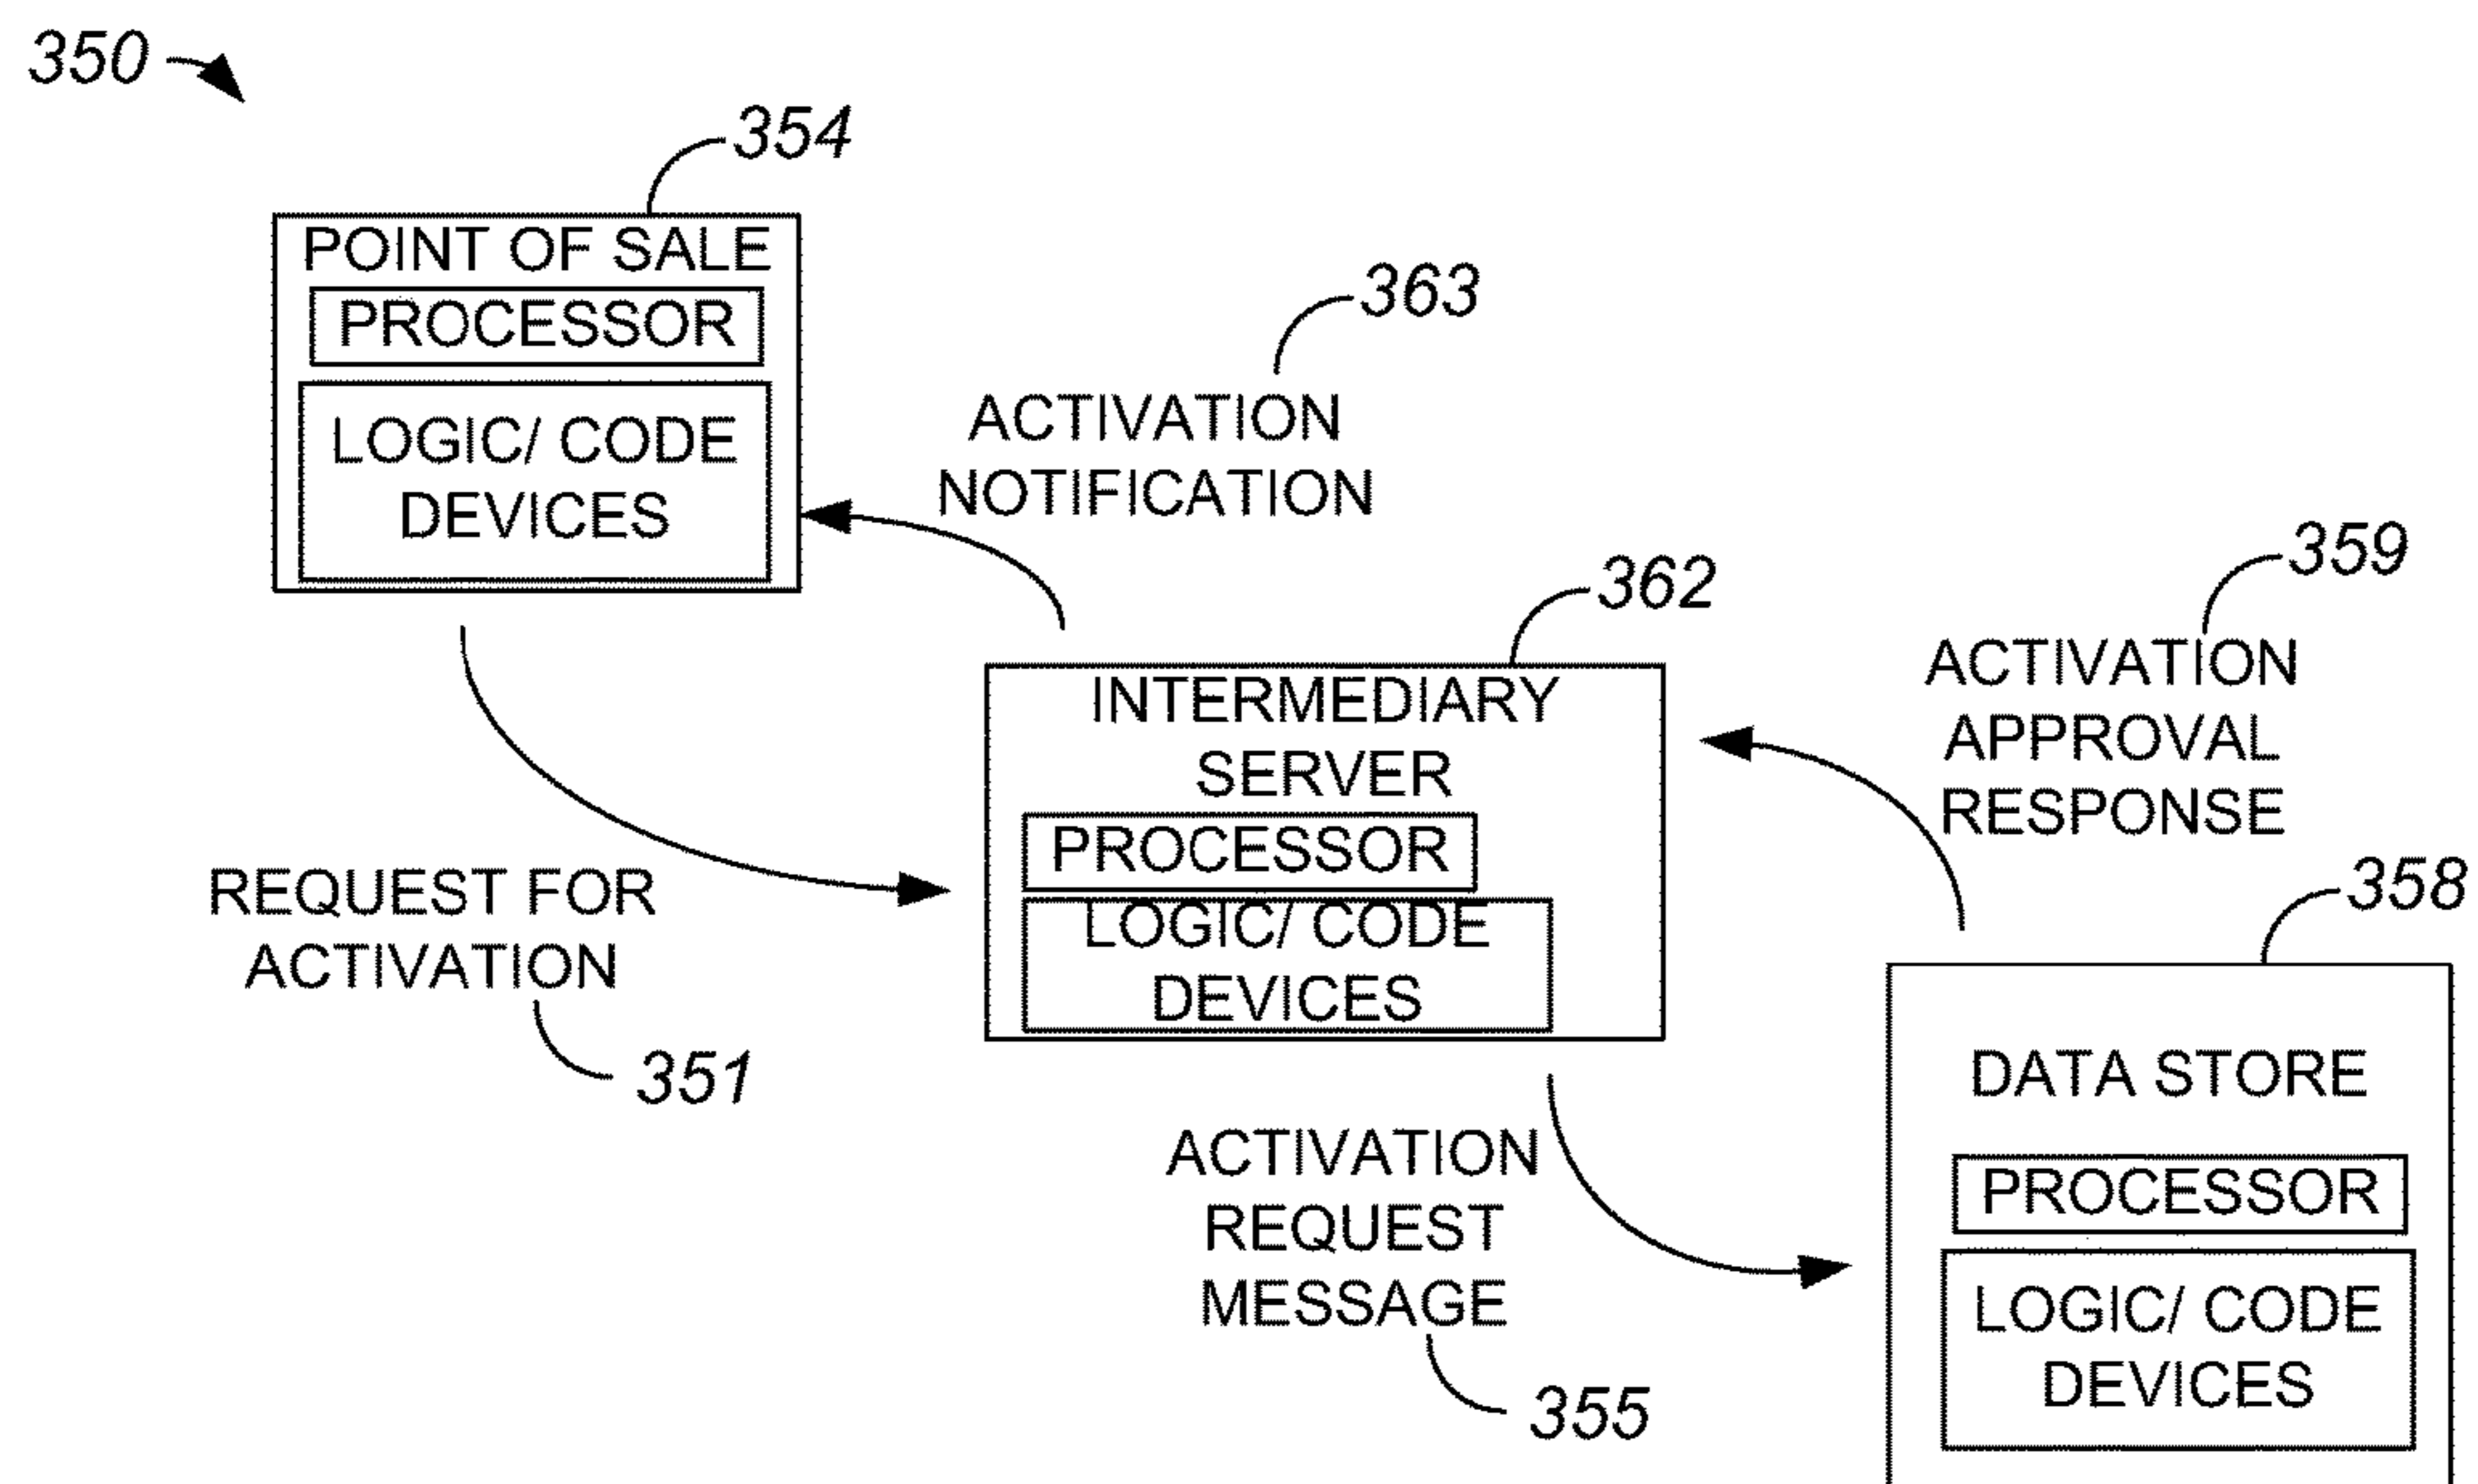 350
354
POINT OF SALE
PROCESSOR
LOGIC/ CODE
DEVICES
363
ACTIVATION
NOTIFICATION
362
INTERMEDIARY
SERVER
PROCESSOR
LOGIC/ CODE
DEVICES
359
ACTIVATION
APPROVAL
RESPONSE
REQUEST FOR
ACTIVATION
351
358
DATA STORE
PROCESSOR
LOGIC/ CODE
DEVICES
ACTIVATION
REQUEST
MESSAGE
355